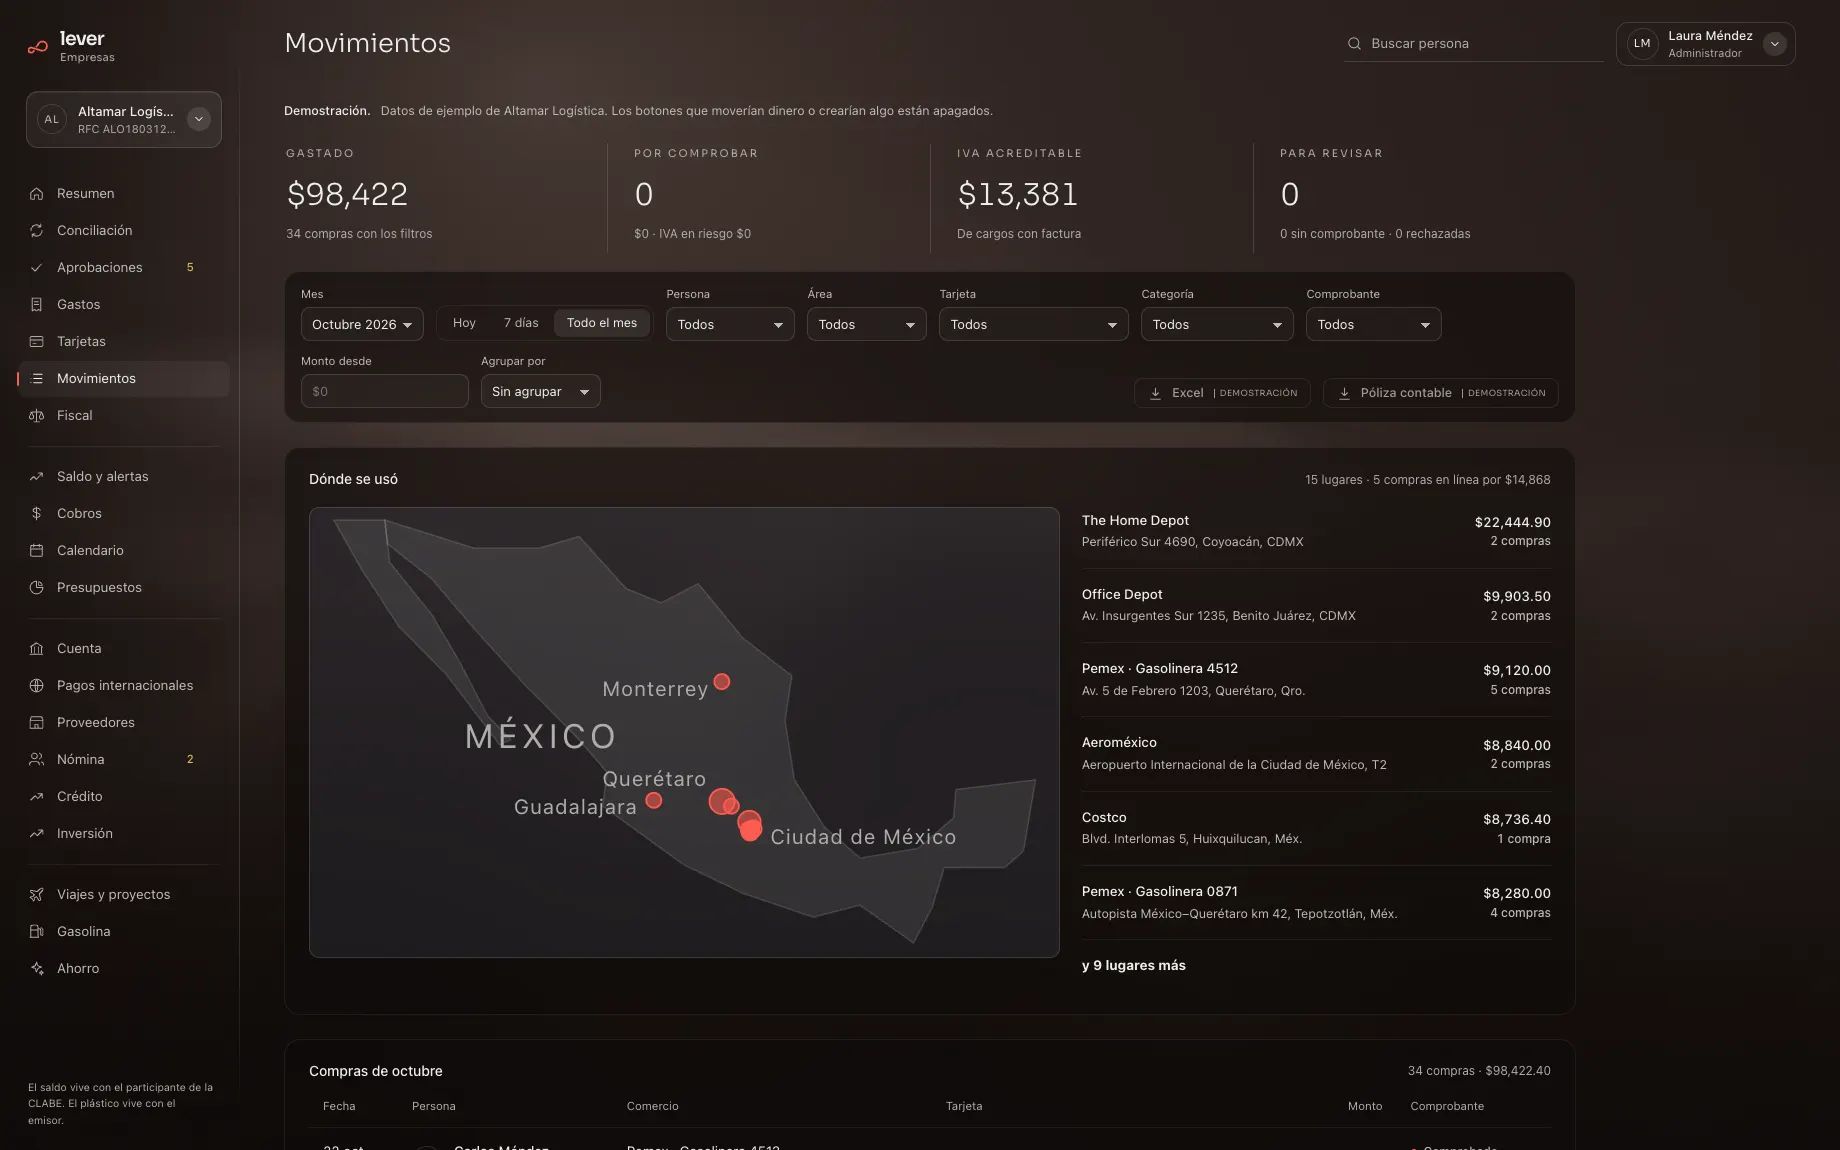 lever
Empresas
AL
Altamar Logís...
RFC ALO180312...
Resumen
Conciliación
Aprobaciones 5
Gastos
Tarjetas
Movimientos
Fiscal
Saldo y alertas
Cobros
Calendario
Presupuestos
Cuenta
Pagos internacionales
Proveedores
Nómina 2
Crédito
Inversión
Viajes y proyectos
Gasolina
Ahorro
El saldo vive con el participante de la
CLABE. El plástico vive con el
emisor.
Movimientos
Buscar persona
LM
Laura Méndez
Administrador
Demostración. Datos de ejemplo de Altamar Logística. Los botones que moverían dinero o crearían algo están apagados.
GASTADO
$98,422
34 compras con los filtros
POR COMPROBAR
0
$0 · IVA en riesgo $0
IVA ACREDITABLE
$13,381
De cargos con factura
PARA REVISAR
0
0 sin comprobante · 0 rechazadas
Mes
Octubre 2026
Hoy 7 días Todo el mes
Persona
Todos
Área
Todos
Tarjeta
Todos
Categoría
Todos
Comprobante
Todos
Monto desde
$0
Agrupar por
Sin agrupar
Excel | DEMOSTRACIÓN
Póliza contable | DEMOSTRACIÓN
Dónde se usó
15 lugares · 5 compras en línea por $14,868
Monterrey
MÉXICO
Querétaro
Guadalajara
Ciudad de México
The Home Depot $22,444.90
Periférico Sur 4690, Coyoacán, CDMX 2 compras
Office Depot $9,903.50
Av. Insurgentes Sur 1235, Benito Juárez, CDMX 2 compras
Pemex · Gasolinera 4512 $9,120.00
Av. 5 de Febrero 1203, Querétaro, Qro. 5 compras
Aeroméxico $8,840.00
Aeropuerto Internacional de la Ciudad de México, T2 2 compras
Costco $8,736.40
Blvd. Interlomas 5, Huixquilucan, Méx. 1 compra
Pemex · Gasolinera 0871 $8,280.00
Autopista México–Querétaro km 42, Tepotzotlán, Méx. 4 compras
y 9 lugares más
Compras de octubre
34 compras · $98,422.40
Fecha Persona Comercio Tarjeta Monto Comprobante
Carlos Méndez Pemex · Gasolinera 4512 Comprobado